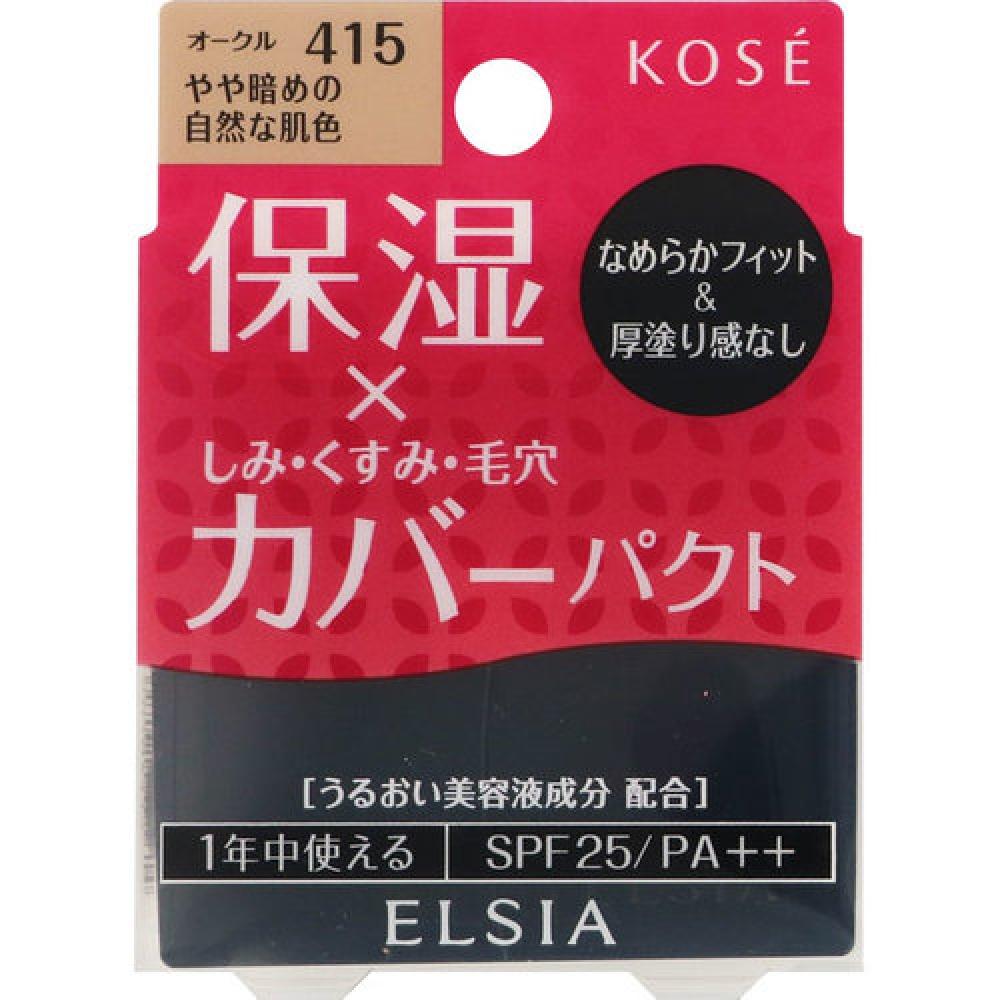 オークル 415
やや暗めの
自然な肌色
KOSÉ
保湿
×
しみ・くすみ・毛穴
カバーパクト
なめらかフィット
&
厚塗り感なし
[うるおい美容液成分 配合]
1年中使える SPF25/PA++
ELSIA